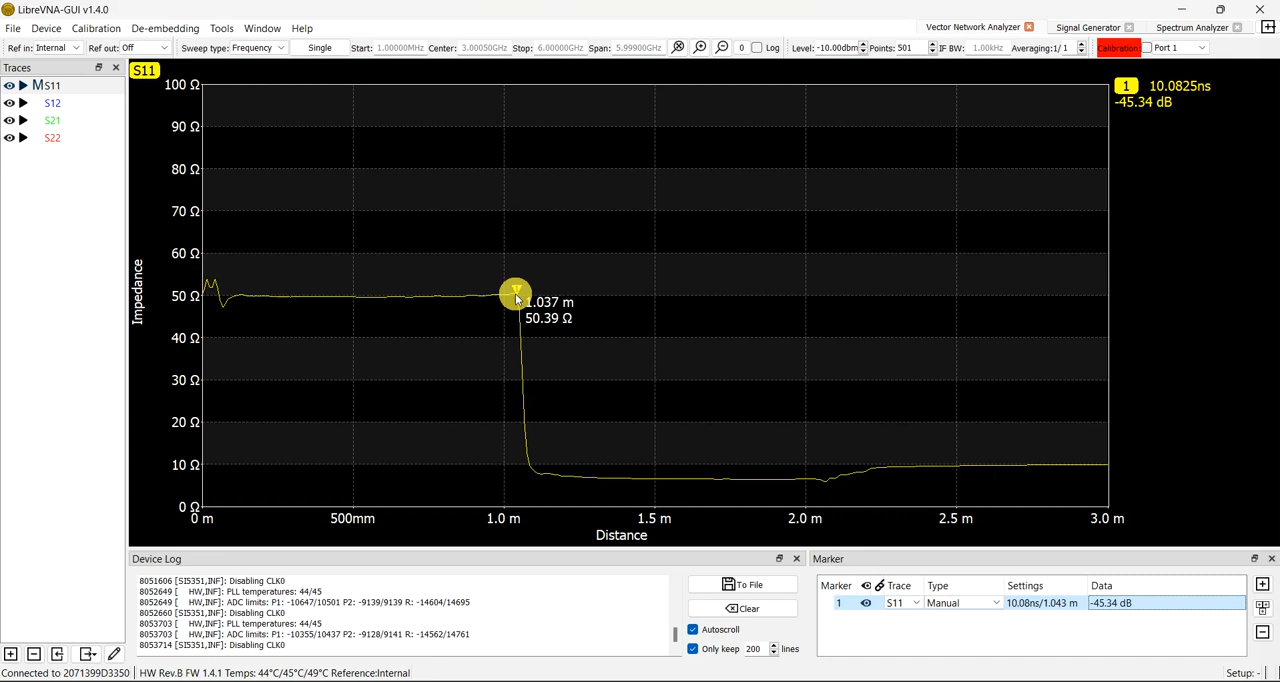 LibreVNA-GUI v1.4.0
File Device Calibration De-embedding Tools Window Help
Vector Network Analyzer Signal Generator Spectrum Analyzer
Ref in: Internal Ref out: Off Sweep type: Frequency Single Start: 1.00000MHz Center: 3.00050GHz Stop: 6.00000GHz Span: 5.99900GHz 0 Log Level: -10.00dbm Points: 501 IF BW: 1.00kHz Averaging:1/ 1 Calibration: Port 1
Traces
S11
MS11
S12
S21
S22
100 Ω
90 Ω
80 Ω
70 Ω
60 Ω
50 Ω
40 Ω
30 Ω
20 Ω
10 Ω
0 Ω
Impedance
1
1.037 m
50.39 Ω
1 10.0825ns
-45.34 dB
0 m 500mm 1.0 m 1.5 m 2.0 m 2.5 m 3.0 m
Distance
Device Log
8051606 [SI5351,INF]: Disabling CLK0
8052649 [ HW,INF]: PLL temperatures: 44/45
8052649 [ HW,INF]: ADC limits: P1: -10647/10501 P2: -9139/9139 R: -14604/14695
8052660 [SI5351,INF]: Disabling CLK0
8053703 [ HW,INF]: PLL temperatures: 44/45
8053703 [ HW,INF]: ADC limits: P1: -10355/10437 P2: -9128/9141 R: -14562/14761
8053714 [SI5351,INF]: Disabling CLK0
To File
Clear
Autoscroll
Only keep 200 lines
Marker
Marker Trace Type Settings Data
1 S11 Manual 10.08ns/1.043 m -45.34 dB
Connected to 2071399D3350 HW Rev.B FW 1.4.1 Temps: 44°C/45°C/49°C Reference:Internal Setup: -